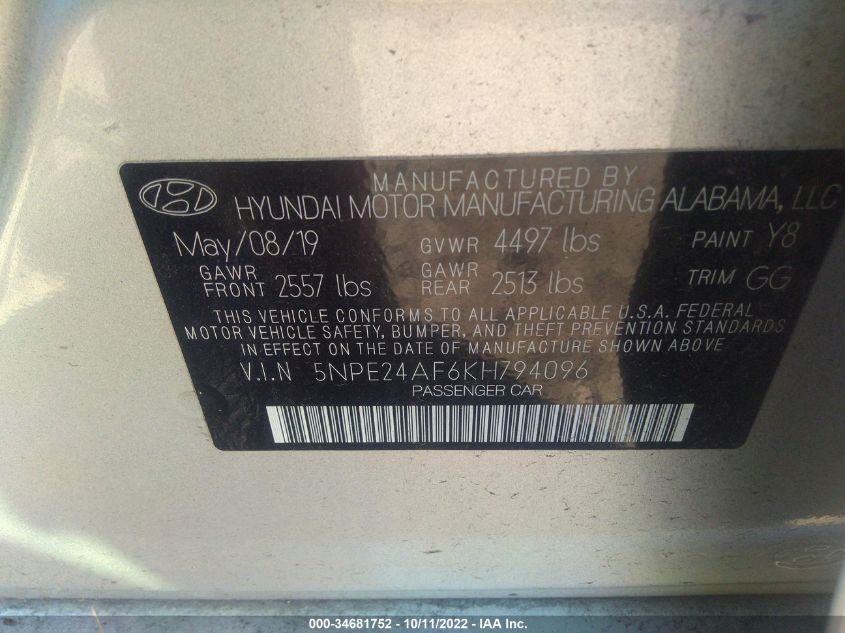 MANUFACTURED BY
HYUNDAI MOTOR MANUFACTURING ALABAMA, LLC
May/08/19 GVWR 4497 lbs PAINT Y8
GAWR FRONT 2557 lbs GAWR REAR 2513 lbs TRIM GG
THIS VEHICLE CONFORMS TO ALL APPLICABLE U.S.A. FEDERAL
MOTOR VEHICLE SAFETY, BUMPER, AND THEFT PREVENTION STANDARDS
IN EFFECT ON THE DATE OF MANUFACTURE SHOWN ABOVE.
V.I.N 5NPE24AF6KH794096
PASSENGER CAR
000-34681752 - 10/11/2022 - IAA Inc.